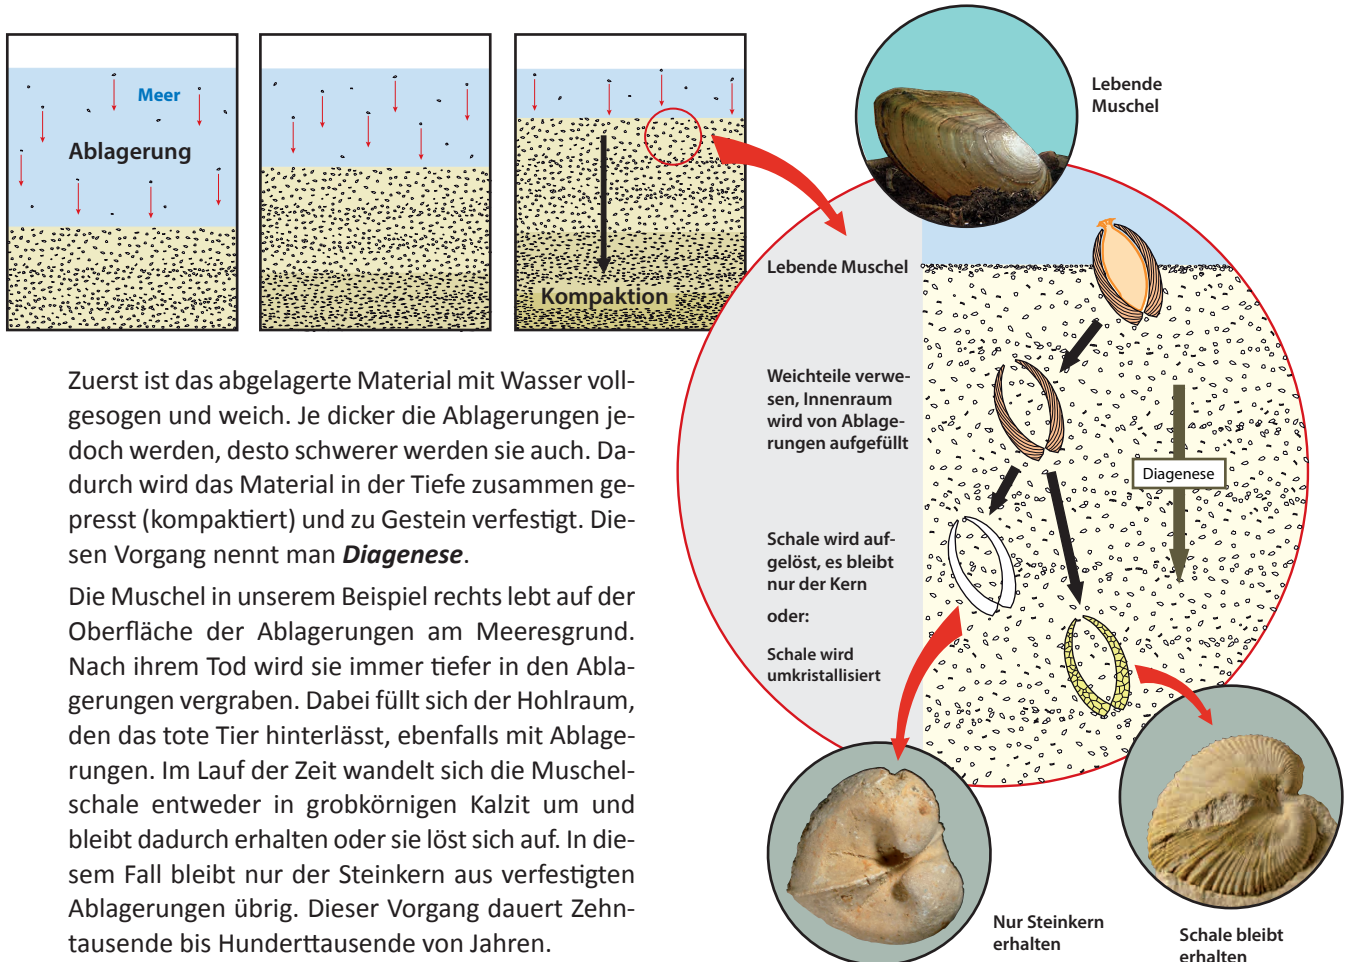 Meer
Ablagerung
Kompaktion
Zuerst ist das abgelagerte Material mit Wasser voll-
gesogen und weich. Je dicker die Ablagerungen je-
doch werden, desto schwerer werden sie auch. Da-
durch wird das Material in der Tiefe zusammen ge-
presst (kompaktiert) und zu Gestein verfestigt. Die-
sen Vorgang nennt man Diagenese.
Die Muschel in unserem Beispiel rechts lebt auf der
Oberfläche der Ablagerungen am Meeresgrund.
Nach ihrem Tod wird sie immer tiefer in den Abla-
gerungen vergraben. Dabei füllt sich der Hohlraum,
den das tote Tier hinterlässt, ebenfalls mit Ablage-
rungen. Im Lauf der Zeit wandelt sich die Muschel-
schale entweder in grobkörnigen Kalzit um und
bleibt dadurch erhalten oder sie löst sich auf. In die-
sem Fall bleibt nur der Steinkern aus verfestigten
Ablagerungen übrig. Dieser Vorgang dauert Zehn-
tausende bis Hunderttausende von Jahren.
Lebende
Muschel
Lebende Muschel
Weichteile verwe-
sen, Innenraum
wird von Ablage-
rungen aufgefüllt
Diagenese
Schale wird auf-
gelöst, es bleibt
nur der Kern
oder:
Schale wird
umkristallisiert
Nur Steinkern
erhalten
Schale bleibt
erhalten